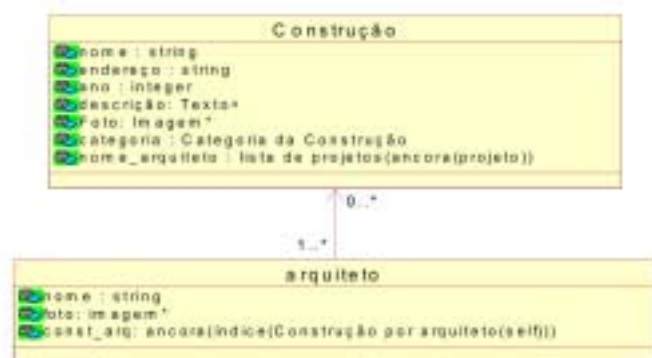 Construção
nome : string
endereço : string
ano : integer
descrição: Texto+
Foto: Imagem*
categoria : Categoria da Construção
nome_arquiteto : lista de projetos(ancora(projeto))
0..*
1..*
arquiteto
nome : string
foto: imagem*
const_arq: ancora(índice(Construção por arquiteto(self)))